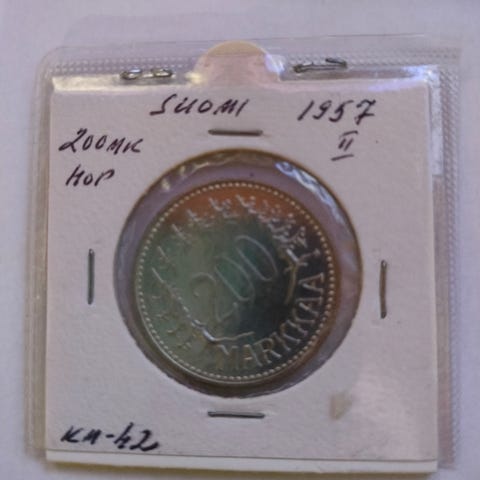 SUOMI 1957
200MK II
HOP
200
MARKKAA
KM-42